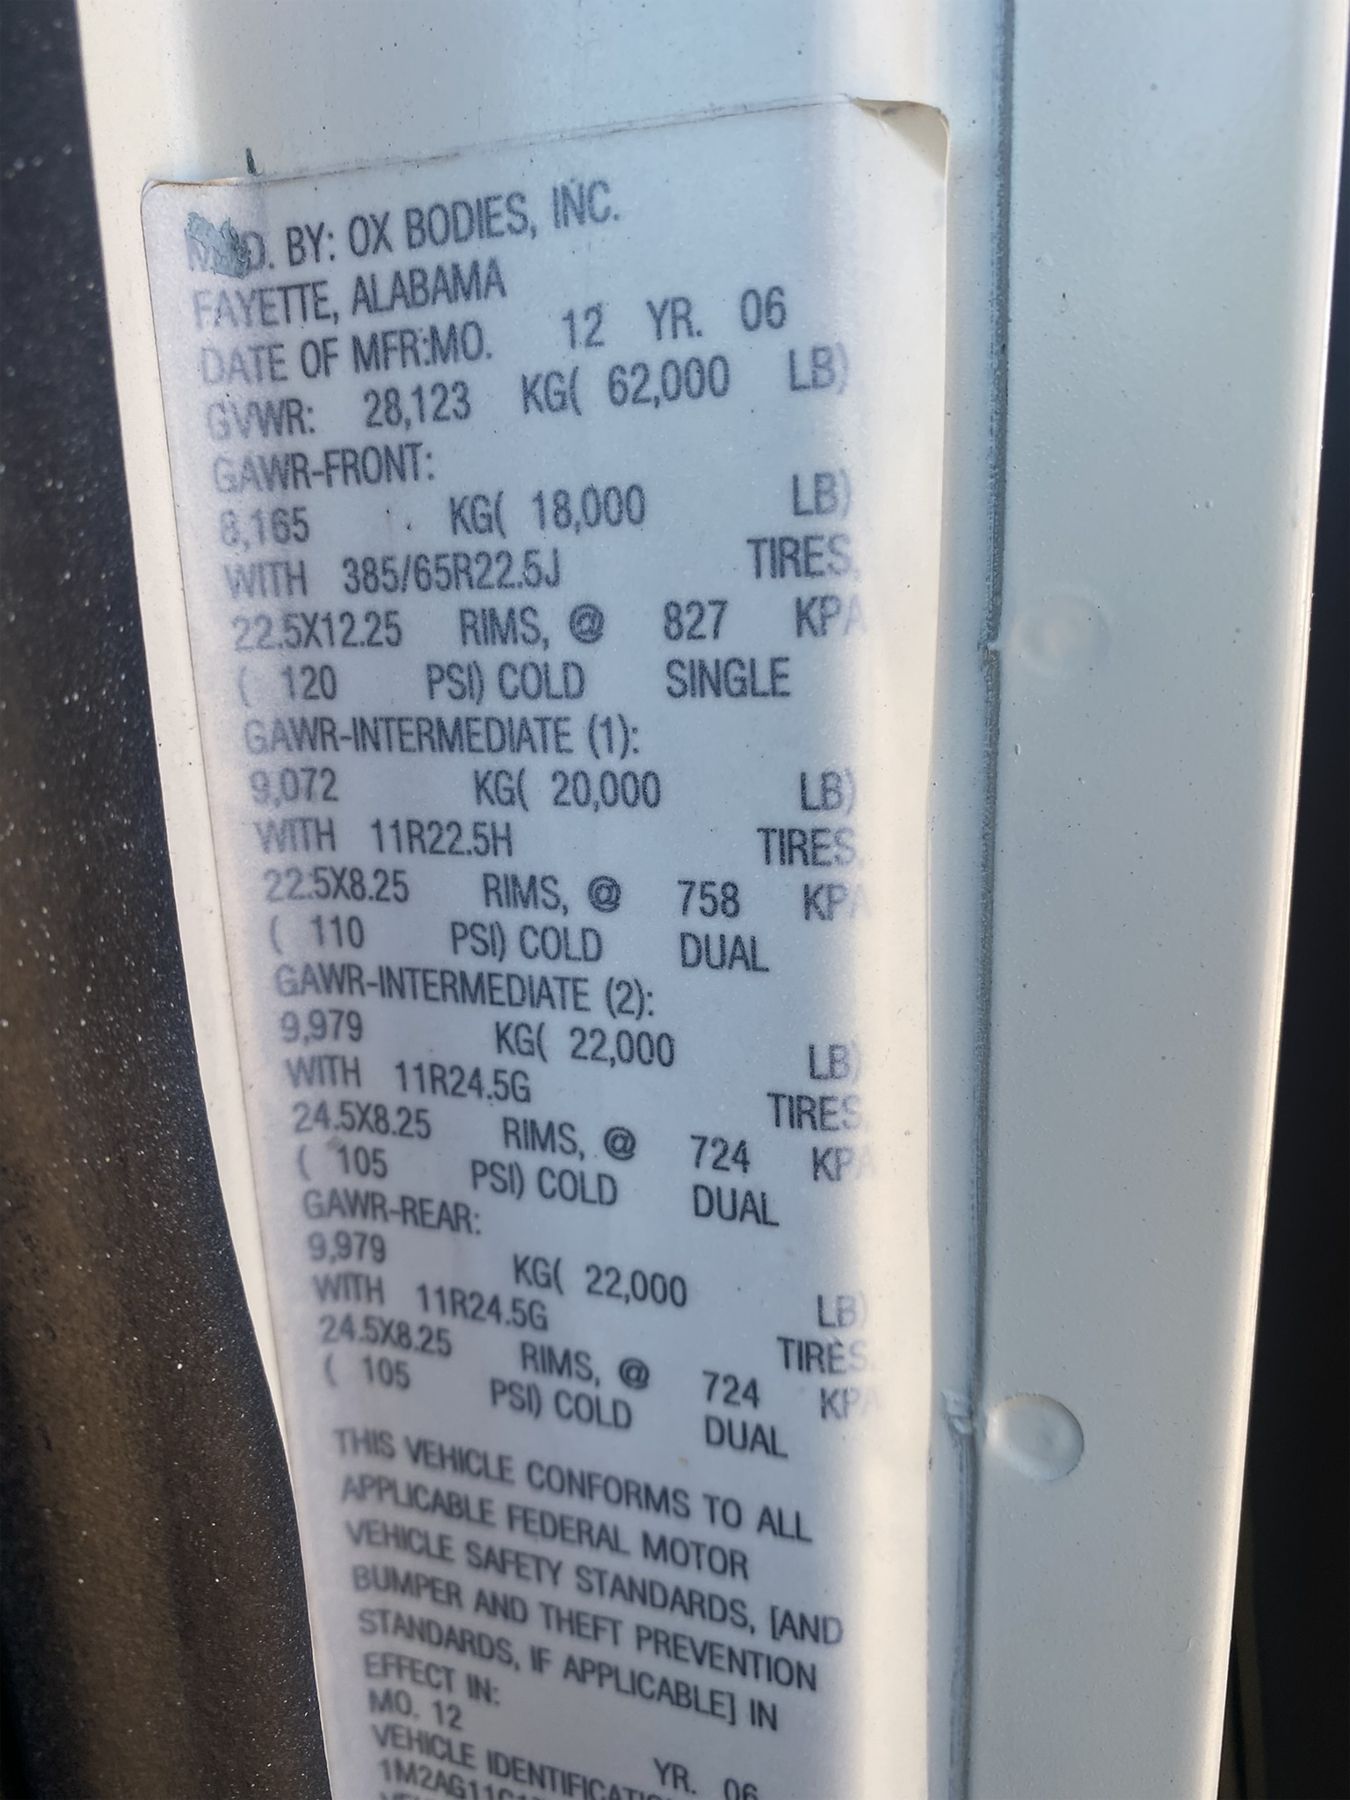 MFD. BY: OX BODIES, INC.
FAYETTE, ALABAMA
DATE OF MFR:MO. 12 YR. 06
GVWR: 28,123 KG( 62,000 LB)
GAWR-FRONT:
8,165 KG( 18,000 LB)
WITH 385/65R22.5J TIRES,
22.5X12.25 RIMS, @ 827 KPA
( 120 PSI) COLD SINGLE
GAWR-INTERMEDIATE (1):
9,072 KG( 20,000 LB)
WITH 11R22.5H TIRES,
22.5X8.25 RIMS, @ 758 KPA
( 110 PSI) COLD DUAL
GAWR-INTERMEDIATE (2):
9,979 KG( 22,000 LB)
WITH 11R24.5G TIRES
24.5X8.25 RIMS, @ 724 KPA
( 105 PSI) COLD DUAL
GAWR-REAR:
9,979 KG( 22,000 LB)
WITH 11R24.5G TIRES.
24.5X8.25 RIMS, @ 724 KPA
( 105 PSI) COLD DUAL
THIS VEHICLE CONFORMS TO ALL
APPLICABLE FEDERAL MOTOR
VEHICLE SAFETY STANDARDS, [AND
BUMPER AND THEFT PREVENTION
STANDARDS, IF APPLICABLE] IN
EFFECT IN:
MO. 12 YR. 06
VEHICLE